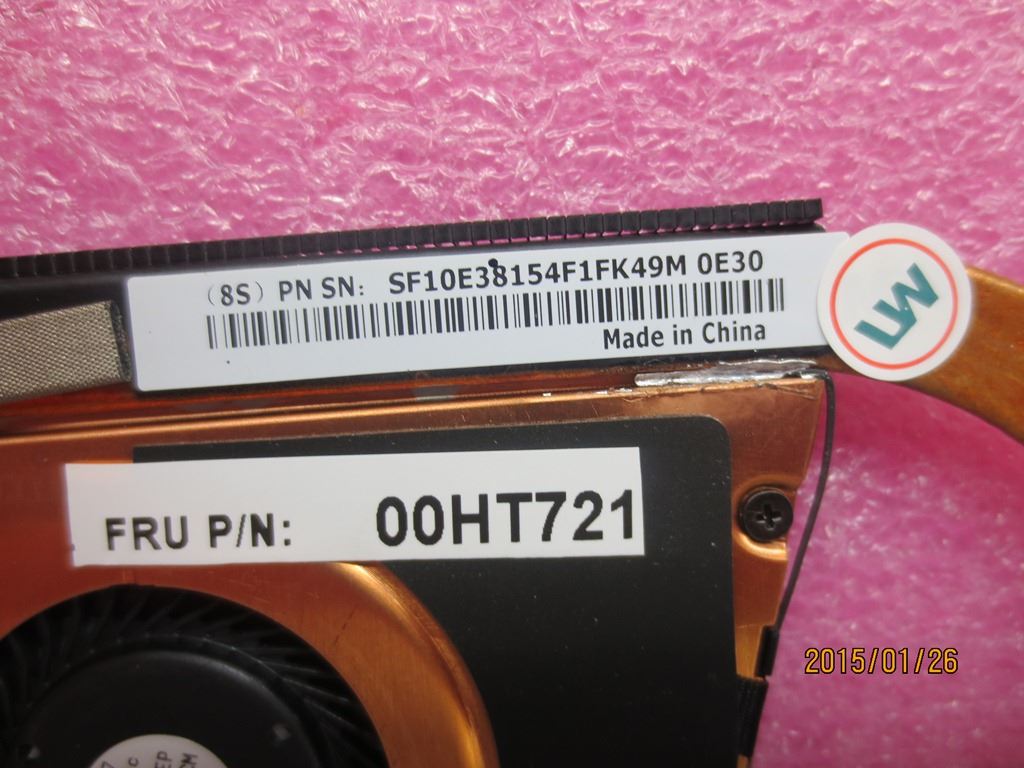 (8S) PN SN: SF10E38154F1FK49M 0E30
Made in China
LW
FRU P/N: 00HT721
2015/01/26